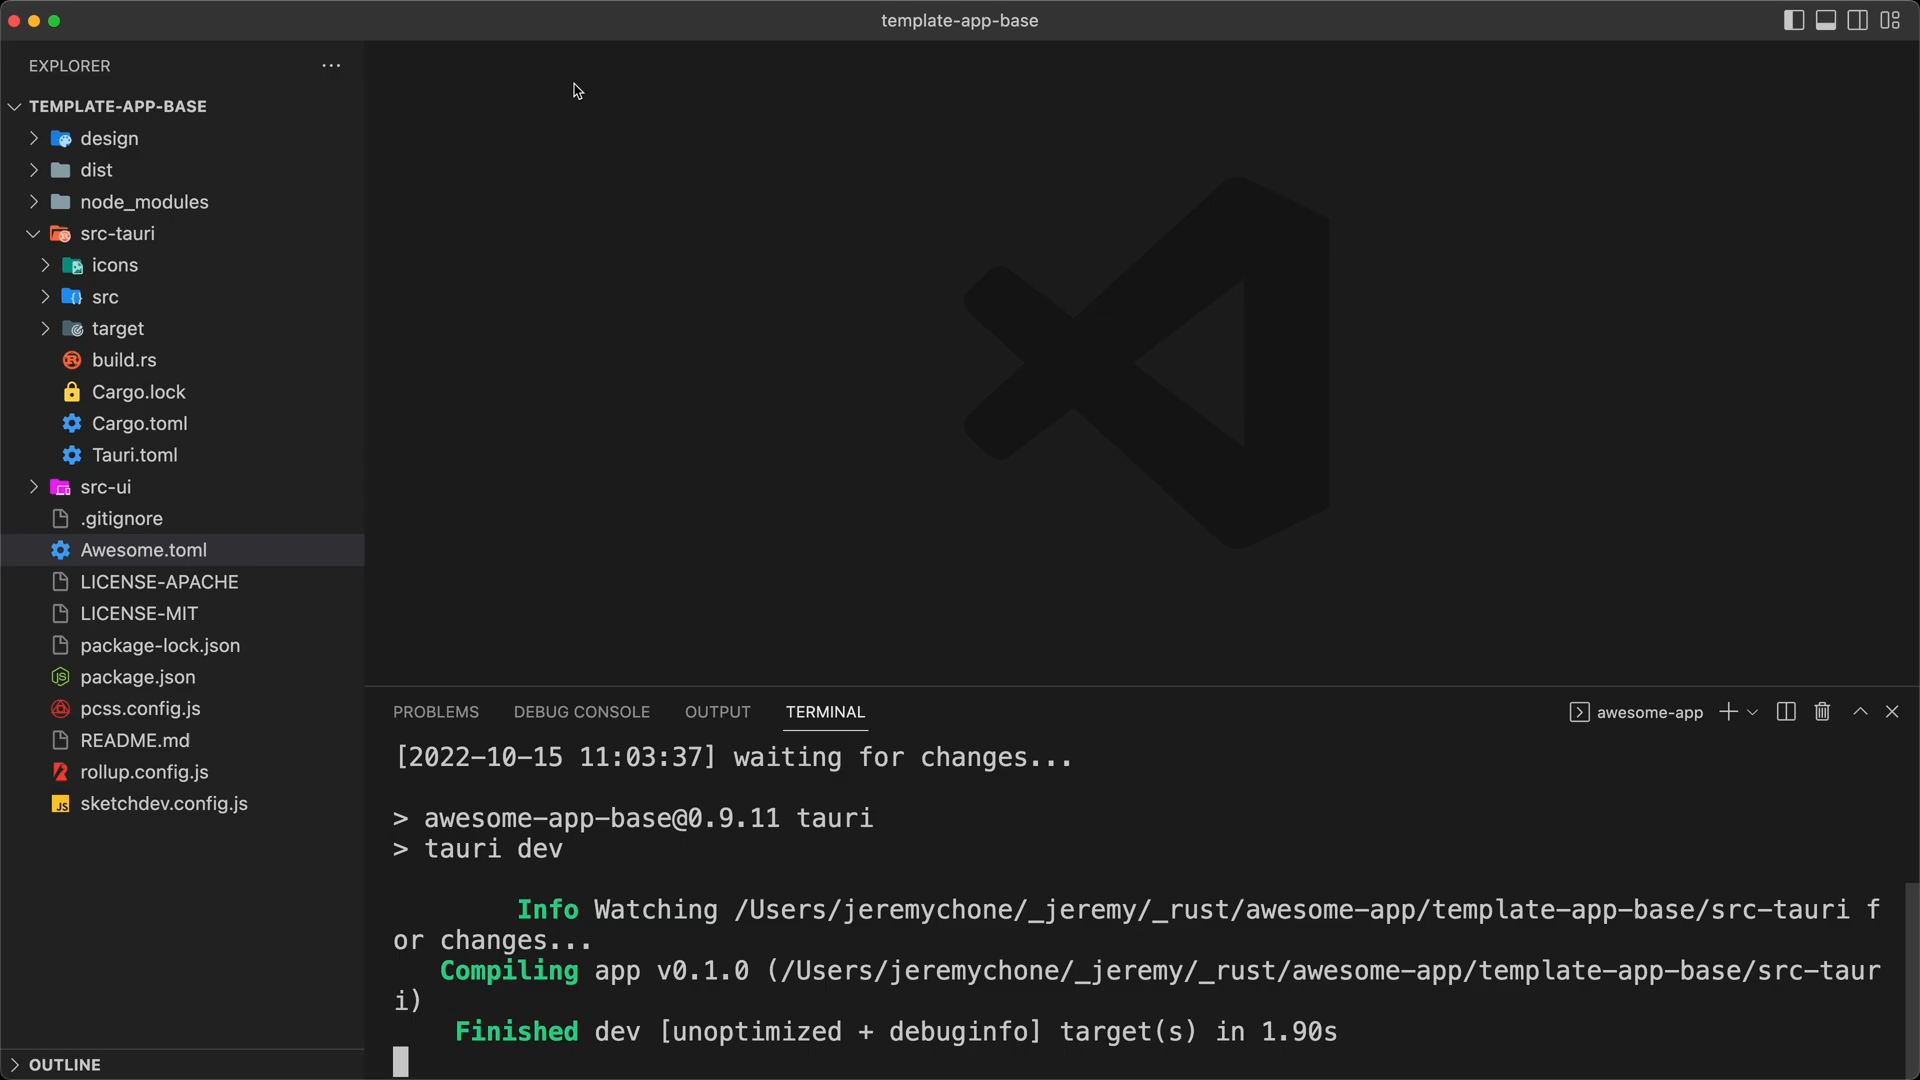 template-app-base
EXPLORER
TEMPLATE-APP-BASE
design
dist
node_modules
src-tauri
icons
src
target
build.rs
Cargo.lock
Cargo.toml
Tauri.toml
src-ui
.gitignore
Awesome.toml
LICENSE-APACHE
LICENSE-MIT
package-lock.json
package.json
pcss.config.js
README.md
rollup.config.js
sketchdev.config.js
OUTLINE
PROBLEMS DEBUG CONSOLE OUTPUT TERMINAL awesome-app
[2022-10-15 11:03:37] waiting for changes...
> awesome-app-base@0.9.11 tauri
> tauri dev
Info Watching /Users/jeremychone/_jeremy/_rust/awesome-app/template-app-base/src-tauri f
or changes...
Compiling app v0.1.0 (/Users/jeremychone/_jeremy/_rust/awesome-app/template-app-base/src-taur
i)
Finished dev [unoptimized + debuginfo] target(s) in 1.90s